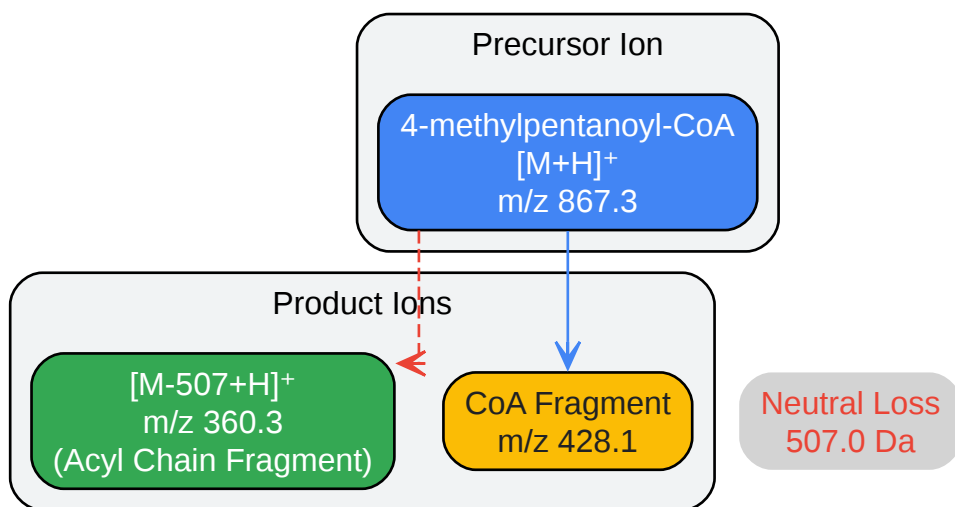 Precursor Ion
4-methylpentanoyl-CoA
[M+H]⁺
m/z 867.3
Product Ions
[M-507+H]⁺
m/z 360.3
(Acyl Chain Fragment)
CoA Fragment
m/z 428.1
Neutral Loss
507.0 Da